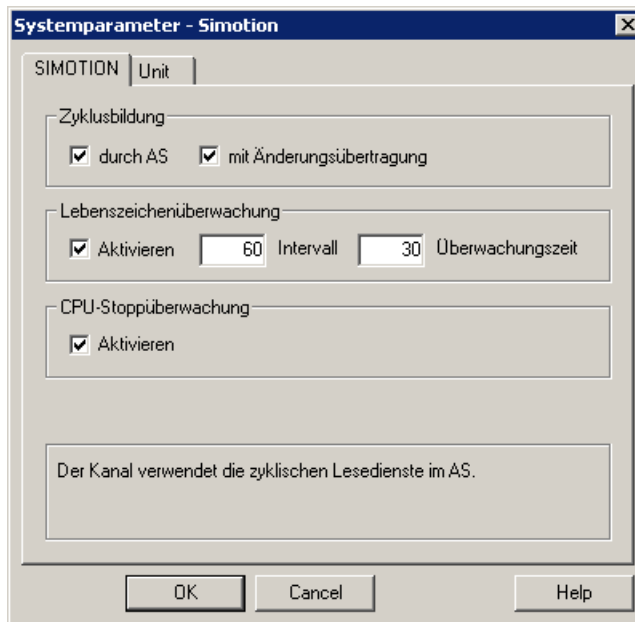 Systemparameter - Simotion
SIMOTION Unit
Zyklusbildung
durch AS mit Änderungsübertragung
Lebenszeichenüberwachung
Aktivieren 60 Intervall 30 Überwachungszeit
CPU-Stoppüberwachung
Aktivieren
Der Kanal verwendet die zyklischen Lesedienste im AS.
OK Cancel Help